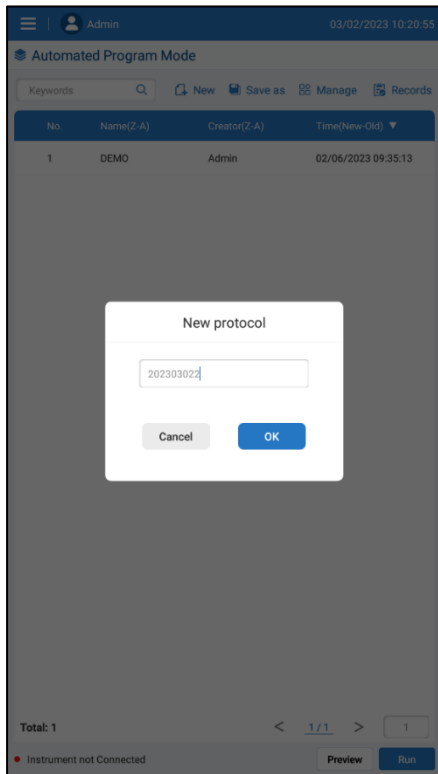 Admin 03/02/2023 10:20:55
Automated Program Mode
Keywords New Save as Manage Records
No. Name(Z-A) Creator(Z-A) Time(New-Old) ▼
1 DEMO Admin 02/06/2023 09:35:13
New protocol
202303022
Cancel OK
Total: 1 < 1/1 > 1
Instrument not Connected Preview Run